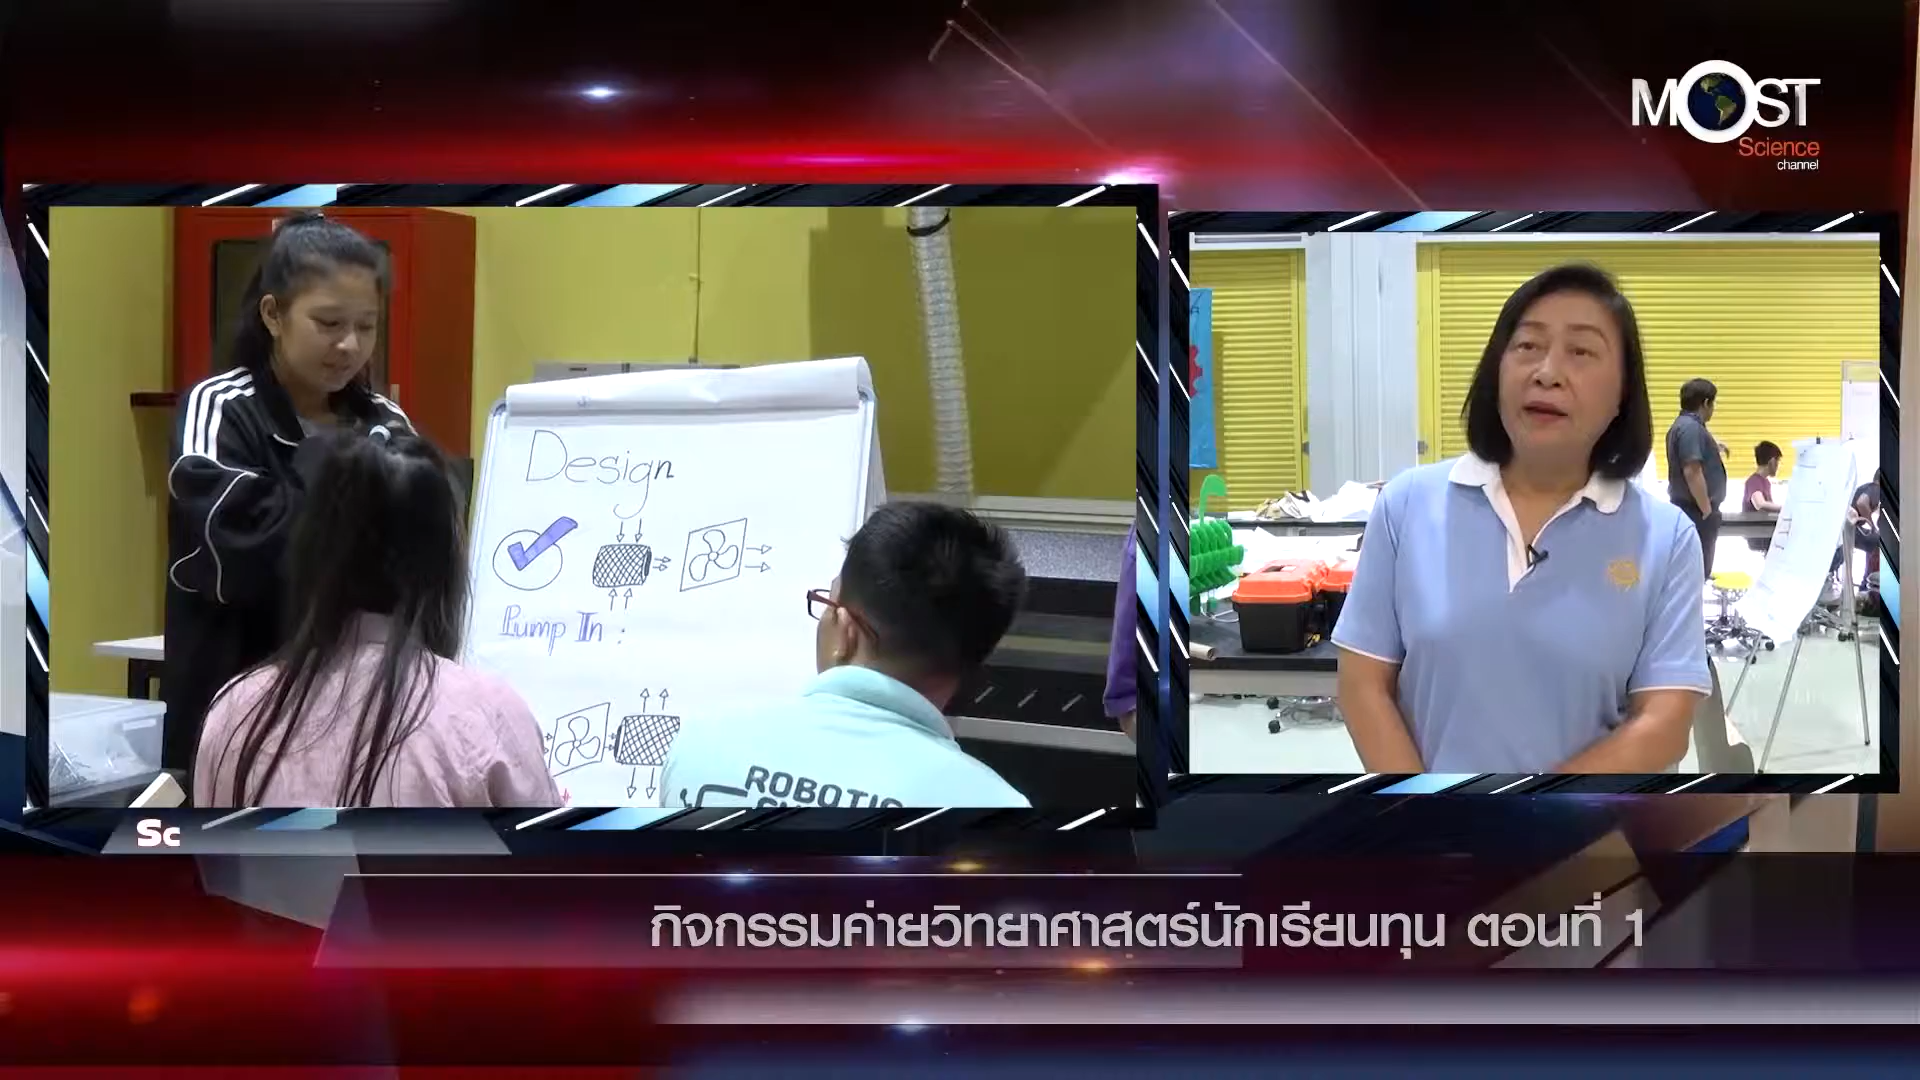 MOST
Science
channel
Design
Pump In :
ROBOTIC
Sc
กิจกรรมค่ายวิทยาศาสตร์นักเรียนทุน ตอนที่ 1